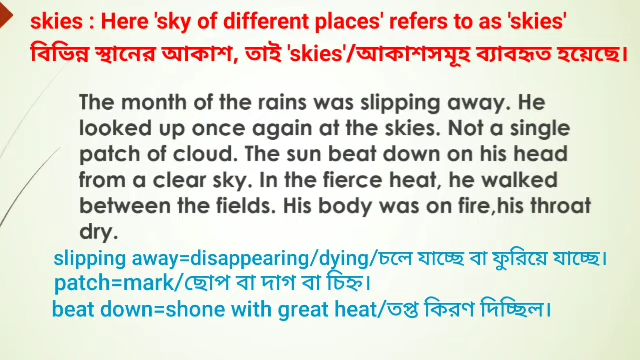 skies : Here 'sky of different places' refers to as 'skies'
বিভিন্ন স্থানের আকাশ, তাই 'skies'/আকাশসমূহ ব্যাবহৃত হয়েছে।
The month of the rains was slipping away. He
looked up once again at the skies. Not a single
patch of cloud. The sun beat down on his head
from a clear sky. In the fierce heat, he walked
between the fields. His body was on fire,his throat
dry.
slipping away=disappearing/dying/চলে যাচ্ছে বা ফুরিয়ে যাচ্ছে।
patch=mark/ছোপ বা দাগ বা চিহ্ন।
beat down=shone with great heat/তপ্ত কিরণ দিচ্ছিল।